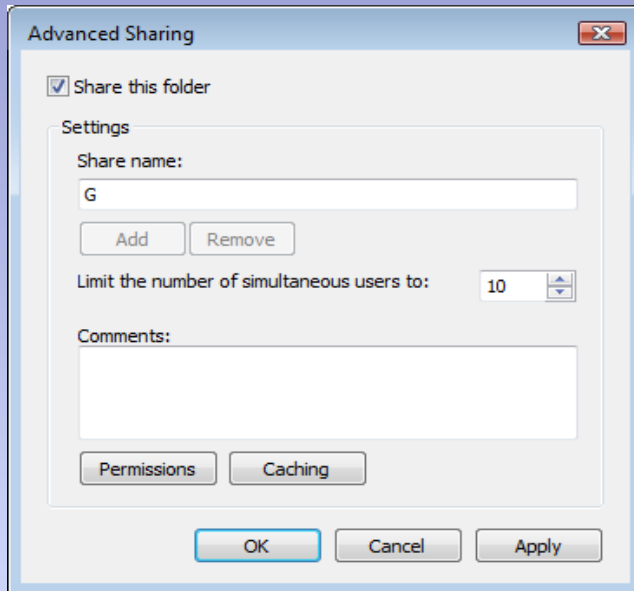 Advanced Sharing
Share this folder
Settings
Share name:
G
Add Remove
Limit the number of simultaneous users to: 10
Comments:
Permissions Caching
OK Cancel Apply